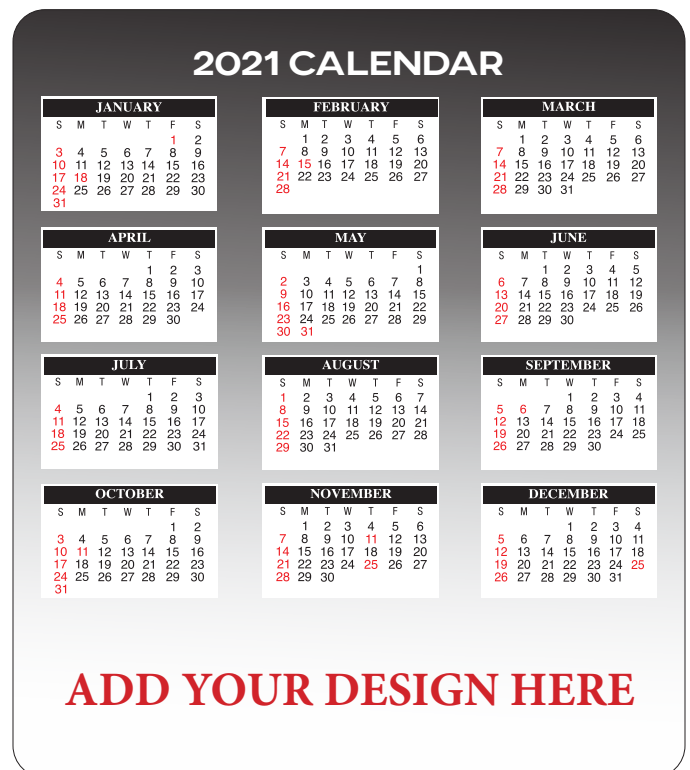 2021 CALENDAR
JANUARY
S M T W T F S
1 2
3 4 5 6 7 8 9
10 11 12 13 14 15 16
17 18 19 20 21 22 23
24 25 26 27 28 29 30
31
FEBRUARY
S M T W T F S
1 2 3 4 5 6
7 8 9 10 11 12 13
14 15 16 17 18 19 20
21 22 23 24 25 26 27
28
MARCH
S M T W T F S
1 2 3 4 5 6
7 8 9 10 11 12 13
14 15 16 17 18 19 20
21 22 23 24 25 26 27
28 29 30 31
APRIL
S M T W T F S
1 2 3
4 5 6 7 8 9 10
11 12 13 14 15 16 17
18 19 20 21 22 23 24
25 26 27 28 29 30
MAY
S M T W T F S
1
2 3 4 5 6 7 8
9 10 11 12 13 14 15
16 17 18 19 20 21 22
23 24 25 26 27 28 29
30 31
JUNE
S M T W T F S
1 2 3 4 5
6 7 8 9 10 11 12
13 14 15 16 17 18 19
20 21 22 23 24 25 26
27 28 29 30
JULY
S M T W T F S
1 2 3
4 5 6 7 8 9 10
11 12 13 14 15 16 17
18 19 20 21 22 23 24
25 26 27 28 29 30 31
AUGUST
S M T W T F S
1 2 3 4 5 6 7
8 9 10 11 12 13 14
15 16 17 18 19 20 21
22 23 24 25 26 27 28
29 30 31
SEPTEMBER
S M T W T F S
1 2 3 4
5 6 7 8 9 10 11
12 13 14 15 16 17 18
19 20 21 22 23 24 25
26 27 28 29 30
OCTOBER
S M T W T F S
1 2
3 4 5 6 7 8 9
10 11 12 13 14 15 16
17 18 19 20 21 22 23
24 25 26 27 28 29 30
31
NOVEMBER
S M T W T F S
1 2 3 4 5 6
7 8 9 10 11 12 13
14 15 16 17 18 19 20
21 22 23 24 25 26 27
28 29 30
DECEMBER
S M T W T F S
1 2 3 4
5 6 7 8 9 10 11
12 13 14 15 16 17 18
19 20 21 22 23 24 25
26 27 28 29 30 31
ADD YOUR DESIGN HERE